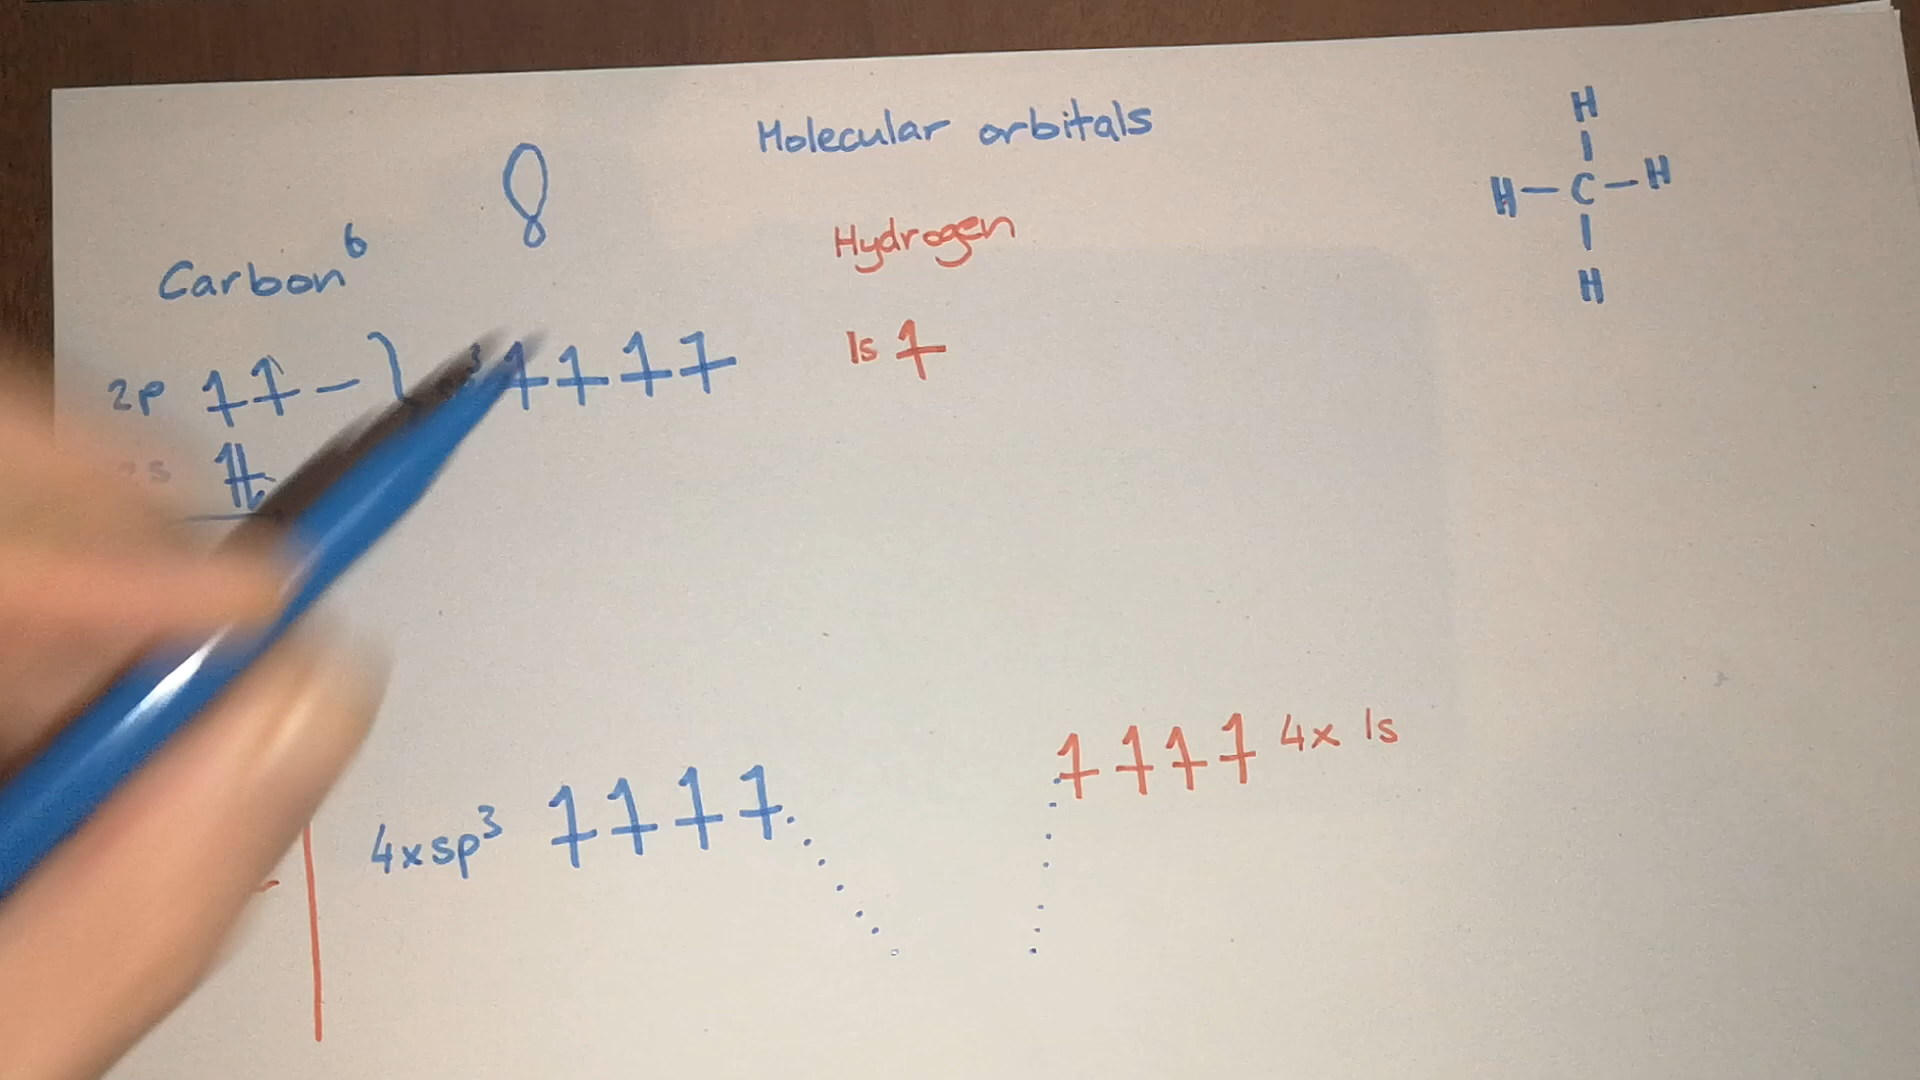 Molecular orbitals
H
H-C-H
H
Carbon⁶
Hydrogen
2p
1s
4x 1s
4xsp³